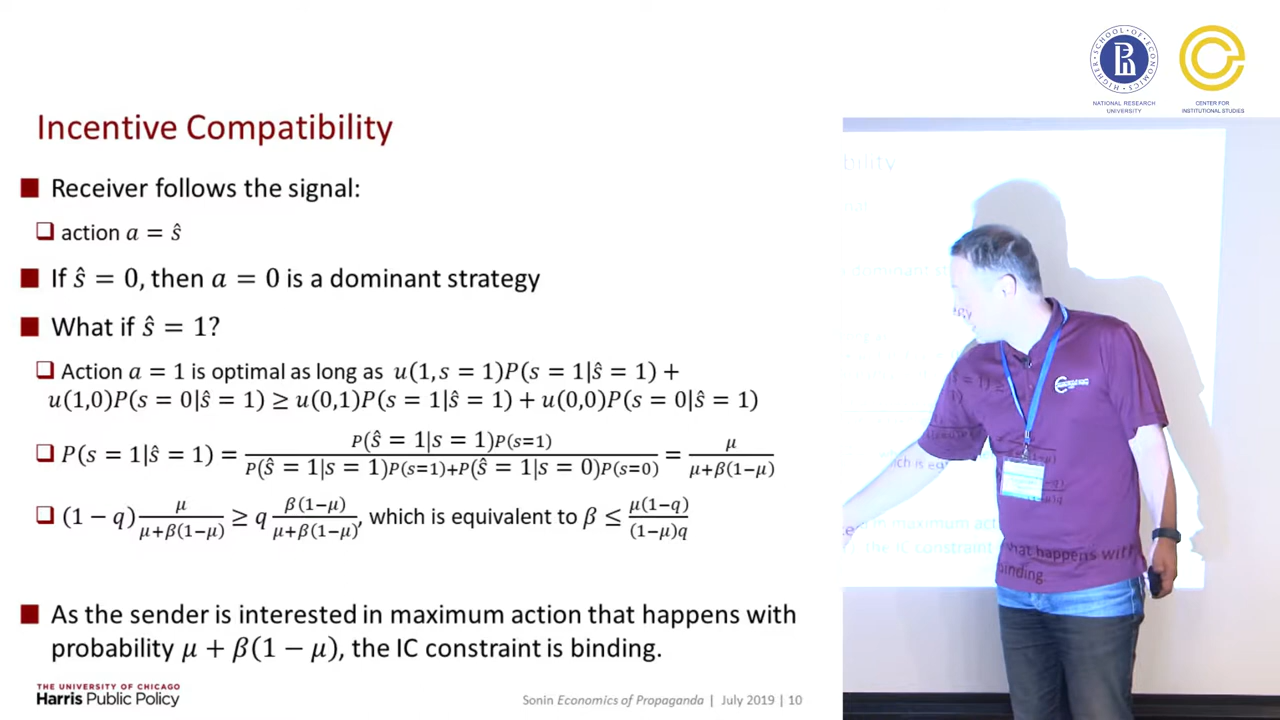 NATIONAL RESEARCH
UNIVERSITY
HIGHER SCHOOL OF ECONOMICS
CENTER FOR
INSTITUTIONAL STUDIES
Incentive Compatibility
Receiver follows the signal:
action a = ŝ
If ŝ = 0, then a = 0 is a dominant strategy
What if ŝ = 1?
Action a = 1 is optimal as long as u(1, s = 1)P(s = 1|ŝ = 1) +
u(1,0)P(s = 0|ŝ = 1) ≥ u(0,1)P(s = 1|ŝ = 1) + u(0,0)P(s = 0|ŝ = 1)
P(s = 1|ŝ = 1) = P(ŝ = 1|s = 1)P(s=1) / P(ŝ = 1|s = 1)P(s=1)+P(ŝ = 1|s = 0)P(s=0) = μ / μ+β(1−μ)
(1 − q) μ / μ+β(1−μ) ≥ q β(1−μ) / μ+β(1−μ), which is equivalent to β ≤ μ(1−q) / (1−μ)q
As the sender is interested in maximum action that happens with
probability μ + β(1 − μ), the IC constraint is binding.
THE UNIVERSITY OF CHICAGO
Harris Public Policy
Sonin Economics of Propaganda | July 2019 | 10